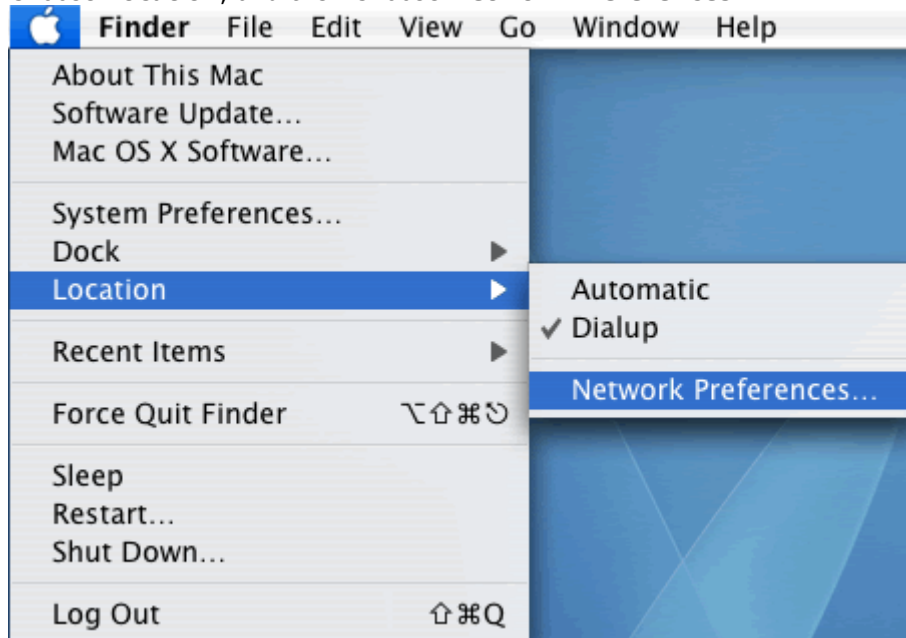 Finder File Edit View Go Window Help
About This Mac
Software Update...
Mac OS X Software...
System Preferences...
Dock
Location
Automatic
Dialup
Network Preferences...
Recent Items
Force Quit Finder ⌥⇧⌘⎋
Sleep
Restart...
Shut Down...
Log Out ⇧⌘Q